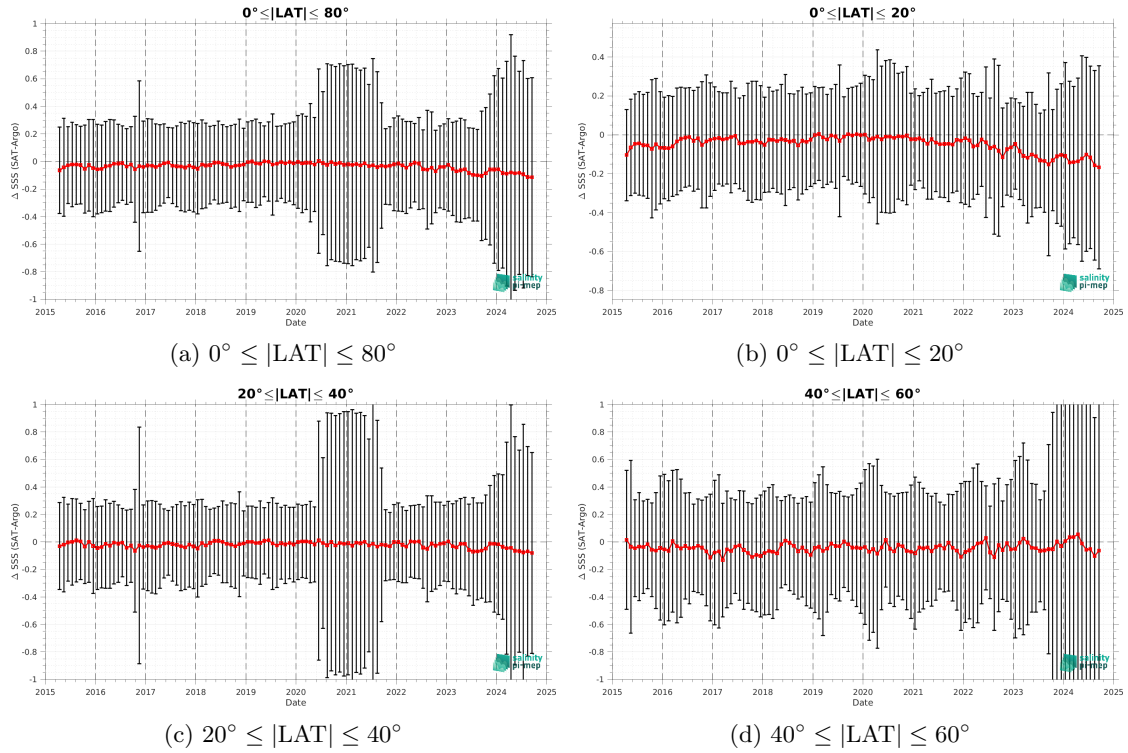 0°≤|LAT|≤ 80°
1
0.8
0.6
0.4
0.2
0
-0.2
-0.4
-0.6
-0.8
-1
Δ SSS (SAT-Argo)
2015 2016 2017 2018 2019 2020 2021 2022 2023 2024 2025
Date
salinity
pi-mep
(a) 0° ≤ |LAT| ≤ 80°
0°≤|LAT|≤ 20°
0.4
0.2
0
-0.2
-0.4
-0.6
-0.8
Δ SSS (SAT-Argo)
2015 2016 2017 2018 2019 2020 2021 2022 2023 2024 2025
Date
salinity
pi-mep
(b) 0° ≤ |LAT| ≤ 20°
20°≤|LAT|≤ 40°
1
0.8
0.6
0.4
0.2
0
-0.2
-0.4
-0.6
-0.8
-1
Δ SSS (SAT-Argo)
2015 2016 2017 2018 2019 2020 2021 2022 2023 2024 2025
Date
salinity
pi-mep
(c) 20° ≤ |LAT| ≤ 40°
40°≤|LAT|≤ 60°
1
0.8
0.6
0.4
0.2
0
-0.2
-0.4
-0.6
-0.8
-1
Δ SSS (SAT-Argo)
2015 2016 2017 2018 2019 2020 2021 2022 2023 2024 2025
Date
salinity
pi-mep
(d) 40° ≤ |LAT| ≤ 60°